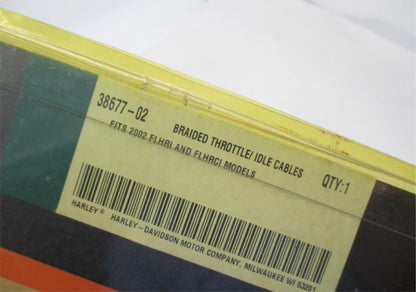 38677-02 BRAIDED THROTTLE/ IDLE CABLES QTY:1
FITS 2002 FLHRI AND FLHRCI MODELS
HARLEY® HARLEY-DAVIDSON MOTOR COMPANY, MILWAUKEE WI 53201